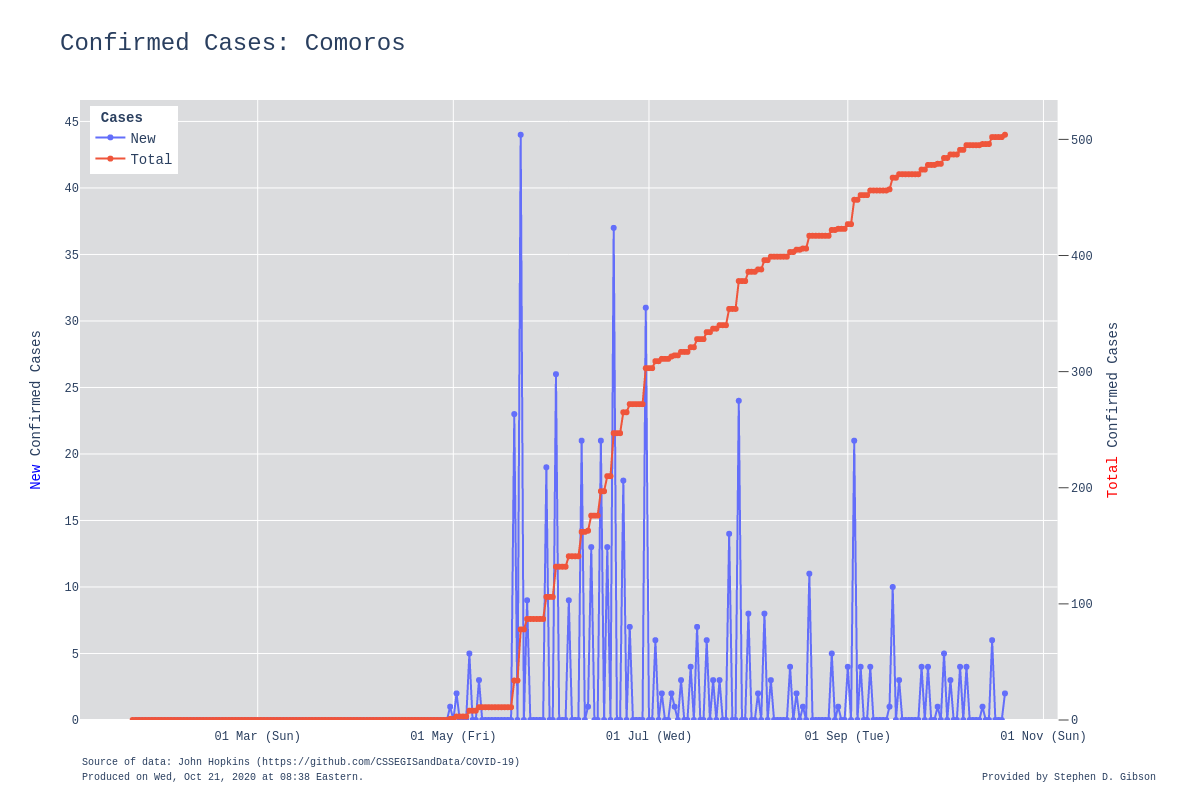 Confirmed Cases: Comoros
Cases
New
Total
45
40
35
30
25
20
15
10
5
0
New Confirmed Cases
500
400
300
200
100
0
Total Confirmed Cases
01 Mar (Sun)
01 May (Fri)
01 Jul (Wed)
01 Sep (Tue)
01 Nov (Sun)
Source of data: John Hopkins (https://github.com/CSSEGISandData/COVID-19)
Produced on Wed, Oct 21, 2020 at 08:38 Eastern.
Provided by Stephen D. Gibson